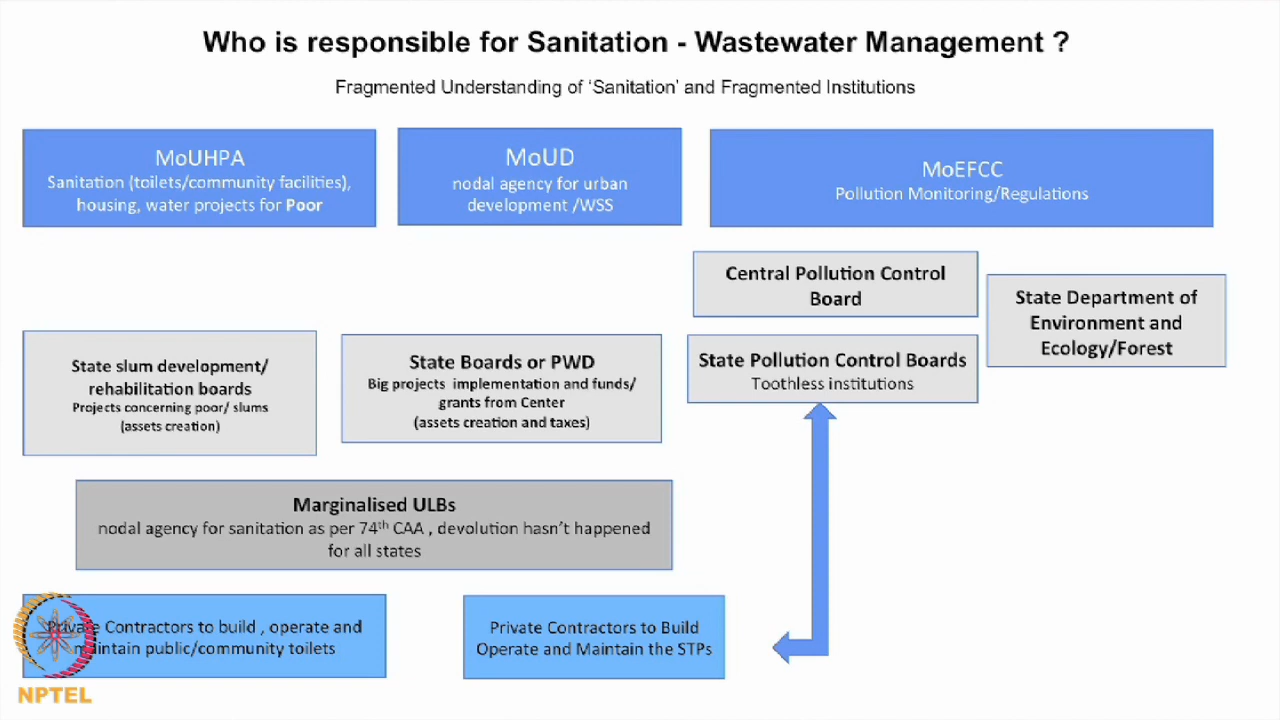 Who is responsible for Sanitation - Wastewater Management ?
Fragmented Understanding of ‘Sanitation’ and Fragmented Institutions
MoUHPA
Sanitation (toilets/community facilities),
housing, water projects for Poor
MoUD
nodal agency for urban
development /WSS
MoEFCC
Pollution Monitoring/Regulations
Central Pollution Control
Board
State Department of
Environment and
Ecology/Forest
State slum development/
rehabilitation boards
Projects concerning poor/ slums
(assets creation)
State Boards or PWD
Big projects implementation and funds/
grants from Center
(assets creation and taxes)
State Pollution Control Boards
Toothless institutions
Marginalised ULBs
nodal agency for sanitation as per 74th CAA , devolution hasn’t happened
for all states
Private Contractors to build , operate and
maintain public/community toilets
Private Contractors to Build
Operate and Maintain the STPs
NPTEL